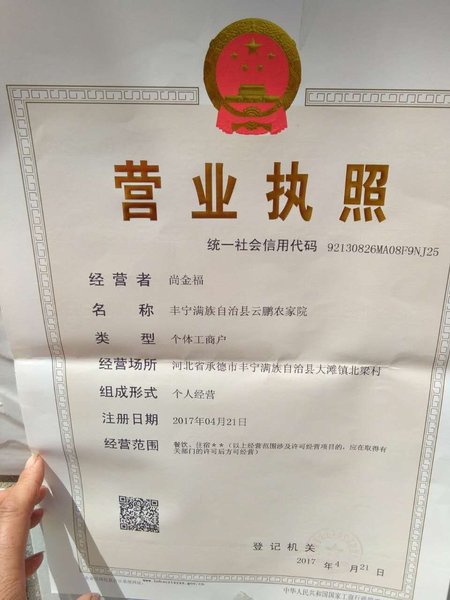 营业执照
统一社会信用代码 92130826MA08F9NJ25
经营者 尚金福
名称 丰宁满族自治县云鹏农家院
类型 个体工商户
经营场所 河北省承德市丰宁满族自治县大滩镇北梁村
组成形式 个人经营
注册日期 2017年04月21日
经营范围 餐饮、住宿**(以上经营范围涉及许可经营项目的,应在取得有
关部门的许可后方可经营)
登记机关
2017 年 4 月 21 日